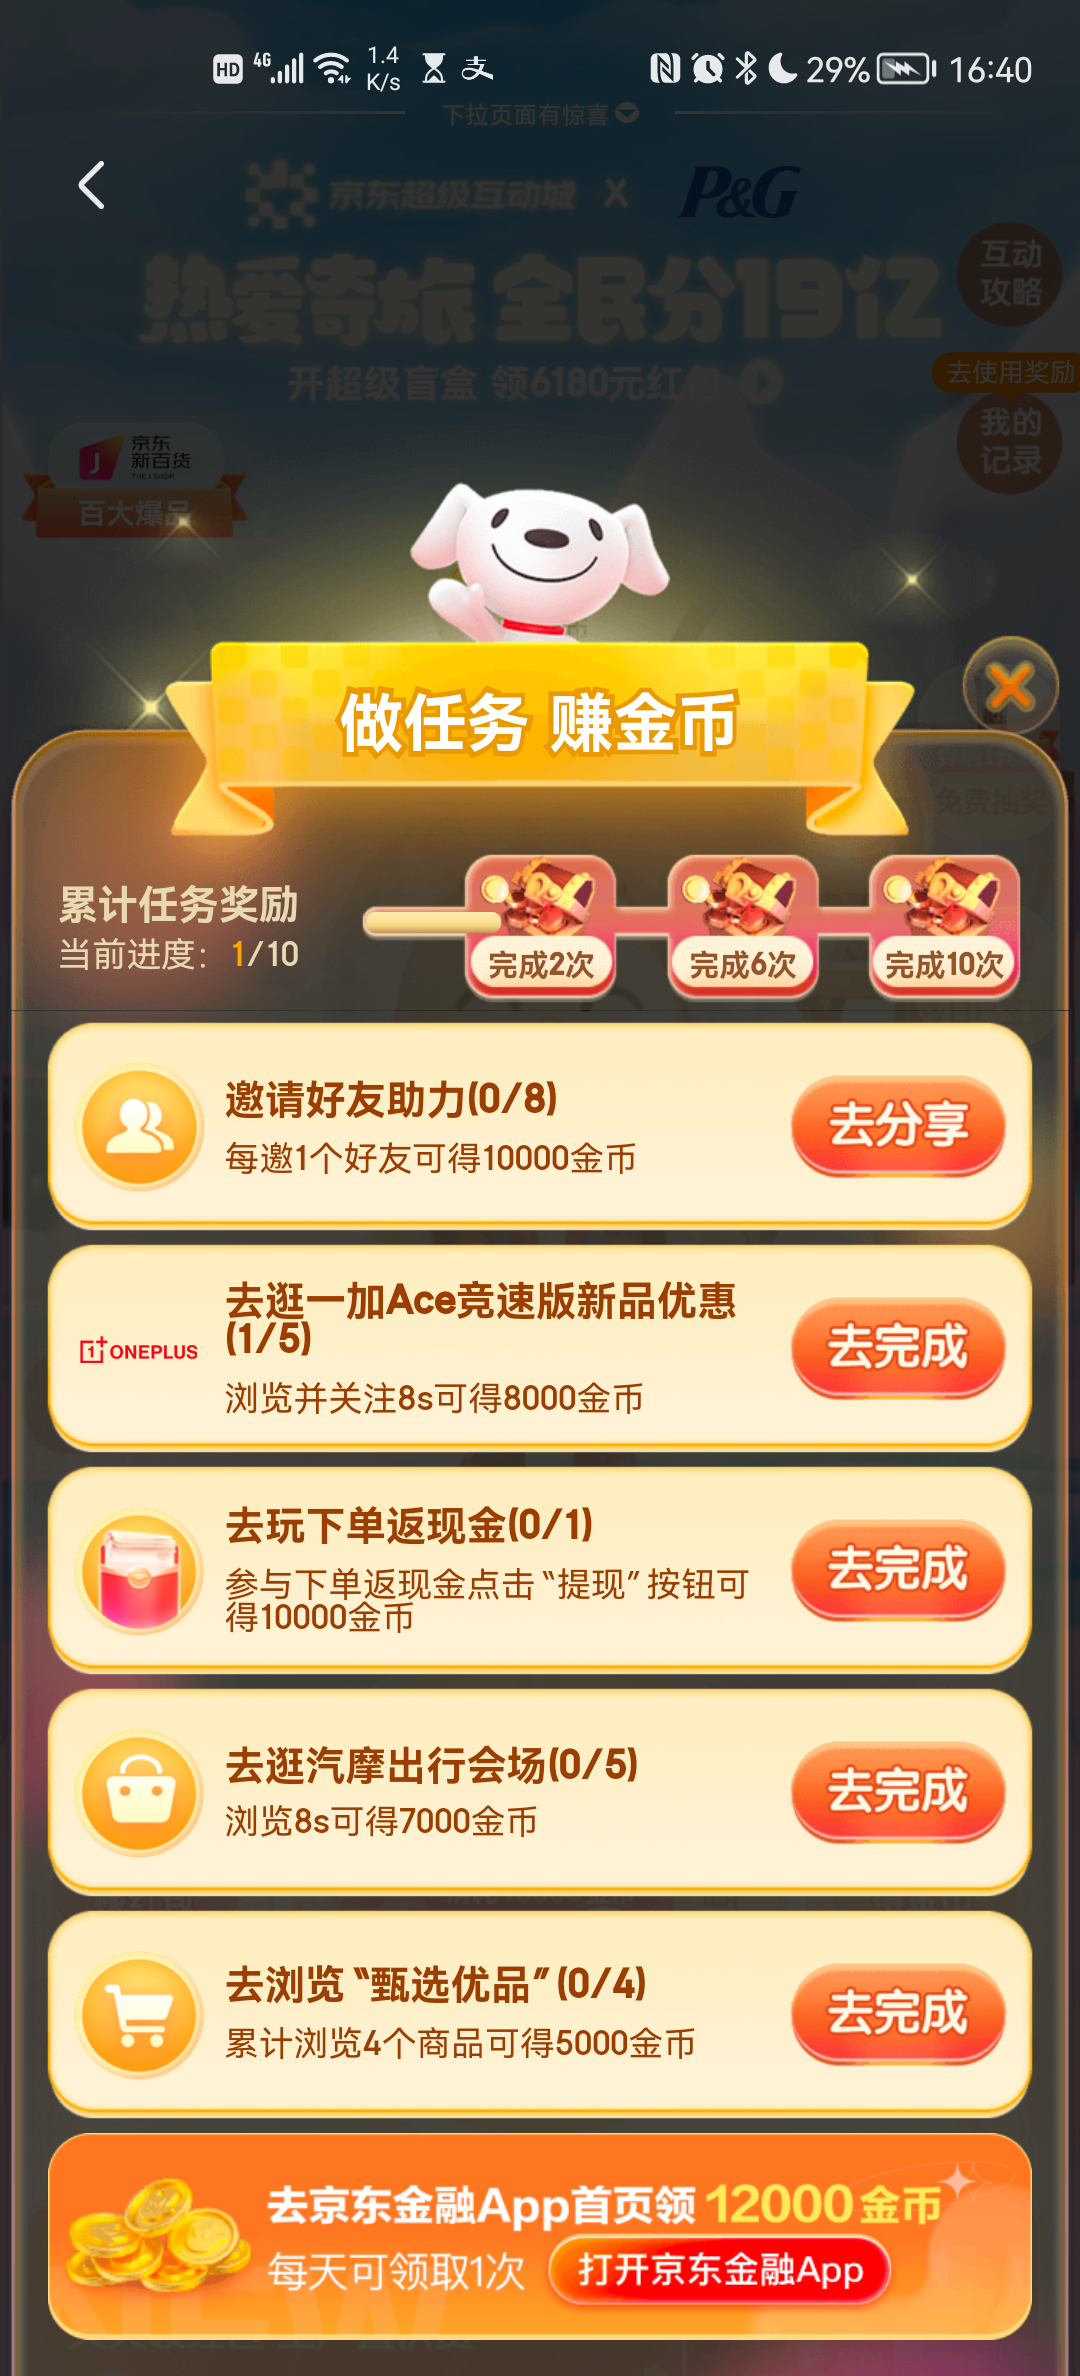 HD 4G 1.4 K/s 支 29% 16:40
下拉页面有惊喜
京东超级互动城 X P&G
热爱奇旅 全民分19亿
互动
攻略
开超级盲盒 领6180元红包
去使用奖励
我的
记录
J 京东
新百货
THE J SHOP
百大爆品
做任务 赚金币
免费抽奖
累计任务奖励
当前进度：1/10
完成2次
完成6次
完成10次
邀请好友助力(0/8)
每邀1个好友可得10000金币
去分享
1+ ONEPLUS
去逛一加Ace竞速版新品优惠
(1/5)
浏览并关注8s可得8000金币
去完成
去玩下单返现金(0/1)
参与下单返现金点击“提现”按钮可
得10000金币
去完成
去逛汽摩出行会场(0/5)
浏览8s可得7000金币
去完成
去浏览“甄选优品”(0/4)
累计浏览4个商品可得5000金币
去完成
去京东金融App首页领12000金币
每天可领取1次
打开京东金融App